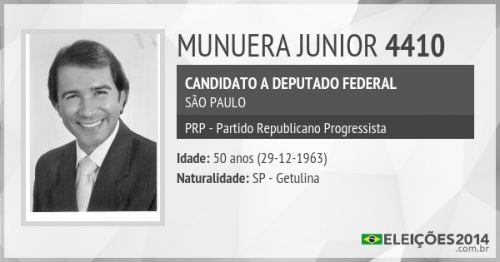 MUNUERA JUNIOR 4410
CANDIDATO A DEPUTADO FEDERAL
SÃO PAULO
PRP - Partido Republicano Progressista
Idade: 50 anos (29-12-1963)
Naturalidade: SP - Getulina
ELEIÇÕES2014
.com.br